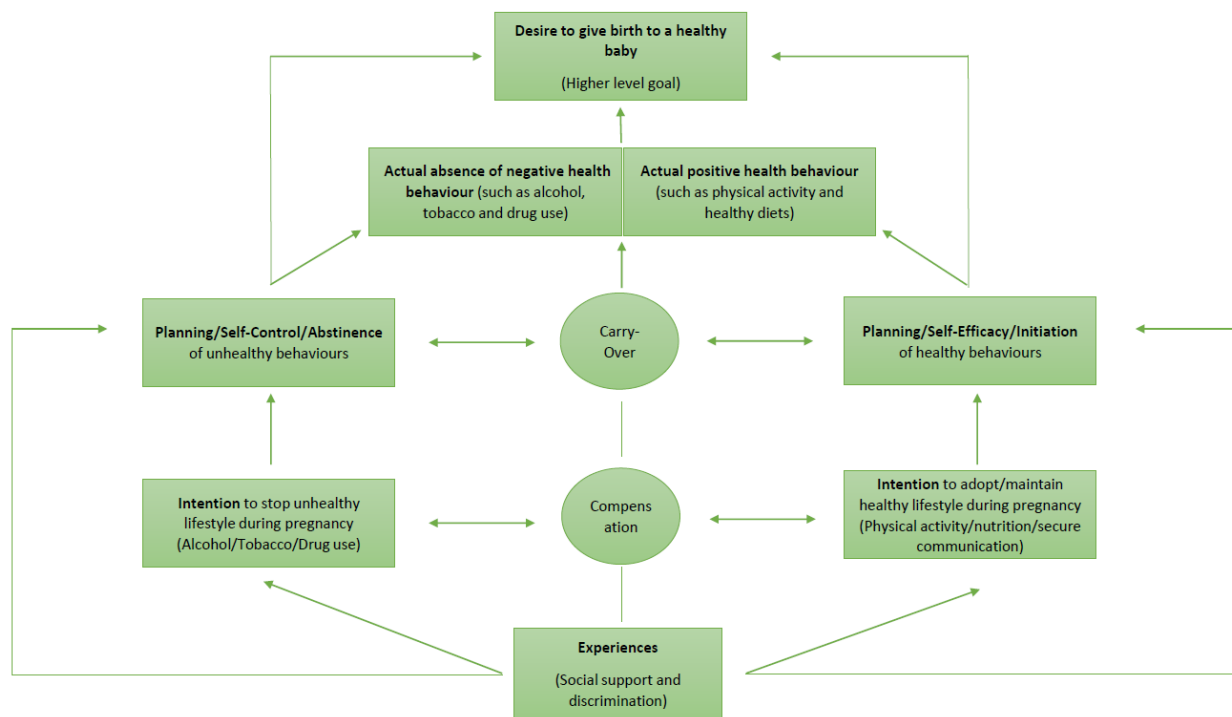 Desire to give birth to a healthy
baby
(Higher level goal)
Actual absence of negative health
behaviour (such as alcohol,
tobacco and drug use)
Actual positive health behaviour
(such as physical activity and
healthy diets)
Planning/Self-Control/Abstinence
of unhealthy behaviours
Carry-
Over
Planning/Self-Efficacy/Initiation
of healthy behaviours
Intention to stop unhealthy
lifestyle during pregnancy
(Alcohol/Tobacco/Drug use)
Compens
ation
Intention to adopt/maintain
healthy lifestyle during pregnancy
(Physical activity/nutrition/secure
communication)
Experiences
(Social support and
discrimination)